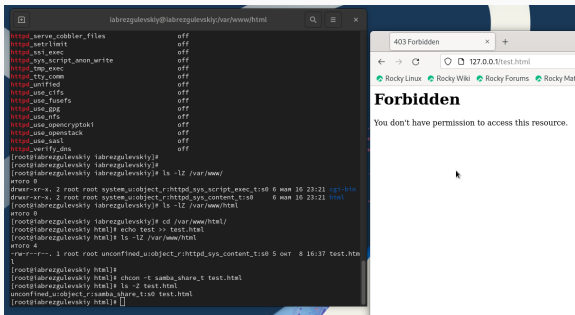 iabrezgulevskiy@iabrezgulevskiy:/var/www/html
httpd_serve_cobbler_files off
httpd_setrlimit off
httpd_ssi_exec off
httpd_sys_script_anon_write off
httpd_tmp_exec off
httpd_tty_comm off
httpd_unified off
httpd_use_cifs off
httpd_use_fusefs off
httpd_use_gpg off
httpd_use_nfs off
httpd_use_opencryptoki off
httpd_use_openstack off
httpd_use_sasl off
httpd_verify_dns off
[root@iabrezgulevskiy iabrezgulevskiy]#
[root@iabrezgulevskiy iabrezgulevskiy]#
[root@iabrezgulevskiy iabrezgulevskiy]# ls -lZ /var/www/
итого 0
drwxr-xr-x. 2 root root system_u:object_r:httpd_sys_script_exec_t:s0 6 мая 16 23:21 cgi-bin
drwxr-xr-x. 2 root root system_u:object_r:httpd_sys_content_t:s0 6 мая 16 23:21 html
[root@iabrezgulevskiy iabrezgulevskiy]# ls -lZ /var/www/html
итого 0
[root@iabrezgulevskiy iabrezgulevskiy]# cd /var/www/html/
[root@iabrezgulevskiy html]# echo test >> test.html
[root@iabrezgulevskiy html]# ls -lZ /var/www/html
итого 4
-rw-r--r--. 1 root root unconfined_u:object_r:httpd_sys_content_t:s0 5 окт 8 16:37 test.htm
l
[root@iabrezgulevskiy html]#
[root@iabrezgulevskiy html]# chcon -t samba_share_t test.html
[root@iabrezgulevskiy html]# ls -Z test.html
unconfined_u:object_r:samba_share_t:s0 test.html
[root@iabrezgulevskiy html]#
403 Forbidden
127.0.0.1/test.html
Rocky Linux Rocky Wiki Rocky Forums Rocky Mat
Forbidden
You don't have permission to access this resource.